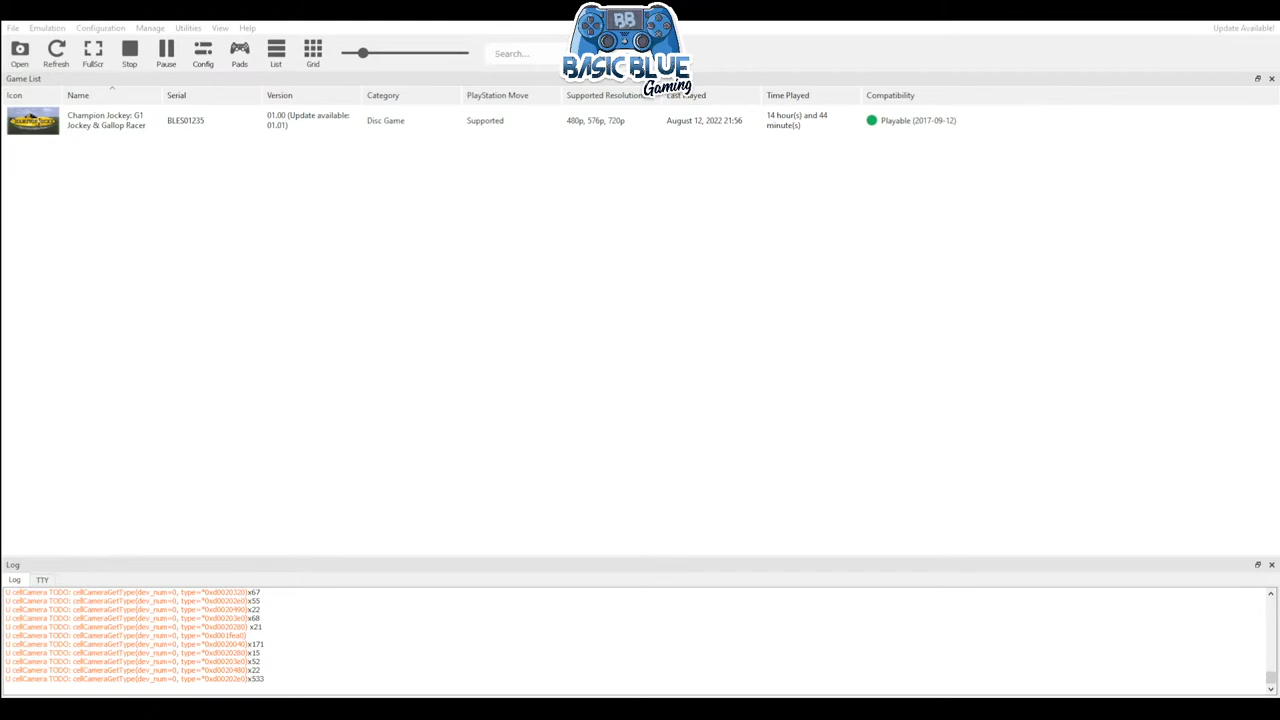 BB
BASIC BLUE
Gaming
File Emulation Configuration Manage Utilities View Help Update Available!
Open Refresh FullScr Stop Pause Config Pads List Grid Search...
Game List
Icon Name Serial Version Category PlayStation Move Supported Resolution Last Played Time Played Compatibility
Champion Jockey: G1
Jockey & Gallop Racer
BLES01235
01.00 (Update available:
01.01)
Disc Game
Supported
480p, 576p, 720p
August 12, 2022 21:56
14 hour(s) and 44
minute(s)
Playable (2017-09-12)
Log
Log TTY
U cellCamera TODO: cellCameraGetType(dev_num=0, type=*0xd0020320)x67
U cellCamera TODO: cellCameraGetType(dev_num=0, type=*0xd00202e0)x55
U cellCamera TODO: cellCameraGetType(dev_num=0, type=*0xd0020490)x22
U cellCamera TODO: cellCameraGetType(dev_num=0, type=*0xd00203e0)x68
U cellCamera TODO: cellCameraGetType(dev_num=0, type=*0xd0020280) x21
U cellCamera TODO: cellCameraGetType(dev_num=0, type=*0xd001fea0)
U cellCamera TODO: cellCameraGetType(dev_num=0, type=*0xd0020040)x171
U cellCamera TODO: cellCameraGetType(dev_num=0, type=*0xd0020280)x15
U cellCamera TODO: cellCameraGetType(dev_num=0, type=*0xd00203e0)x52
U cellCamera TODO: cellCameraGetType(dev_num=0, type=*0xd0020480)x22
U cellCamera TODO: cellCameraGetType(dev_num=0, type=*0xd00202e0)x533